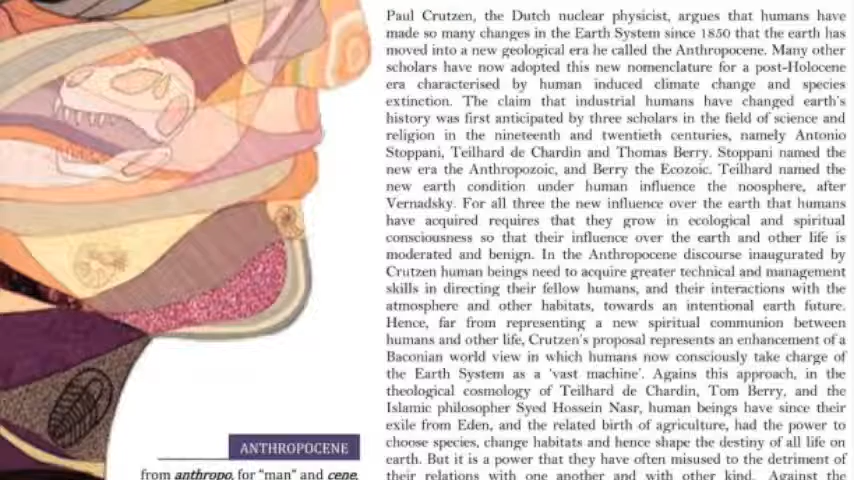 Paul Crutzen, the Dutch nuclear physicist, argues that humans have
made so many changes in the Earth System since 1850 that the earth has
moved into a new geological era he called the Anthropocene. Many other
scholars have now adopted this new nomenclature for a post-Holocene
era characterised by human induced climate change and species
extinction. The claim that industrial humans have changed earth's
history was first anticipated by three scholars in the field of science and
religion in the nineteenth and twentieth centuries, namely Antonio
Stoppani, Teilhard de Chardin and Thomas Berry. Stoppani named the
new era the Anthropozoic, and Berry the Ecozoic. Teilhard named the
new earth condition under human influence the noosphere, after
Vernadsky. For all three the new influence over the earth that humans
have acquired requires that they grow in ecological and spiritual
consciousness so that their influence over the earth and other life is
moderated and benign. In the Anthropocene discourse inaugurated by
Crutzen human beings need to acquire greater technical and management
skills in directing their fellow humans, and their interactions with the
atmosphere and other habitats, towards an intentional earth future.
Hence, far from representing a new spiritual communion between
humans and other life, Crutzen's proposal represents an enhancement of a
Baconian world view in which humans now consciously take charge of
the Earth System as a 'vast machine'. Agains this approach, in the
theological cosmology of Teilhard de Chardin, Tom Berry, and the
Islamic philosopher Syed Hossein Nasr, human beings have since their
exile from Eden, and the related birth of agriculture, had the power to
choose species, change habitats and hence shape the destiny of all life on
earth. But it is a power that they have often misused to the detriment of
their relations with one another and with other kind. Against the
ANTHROPOCENE
from anthropo, for "man" and cene,